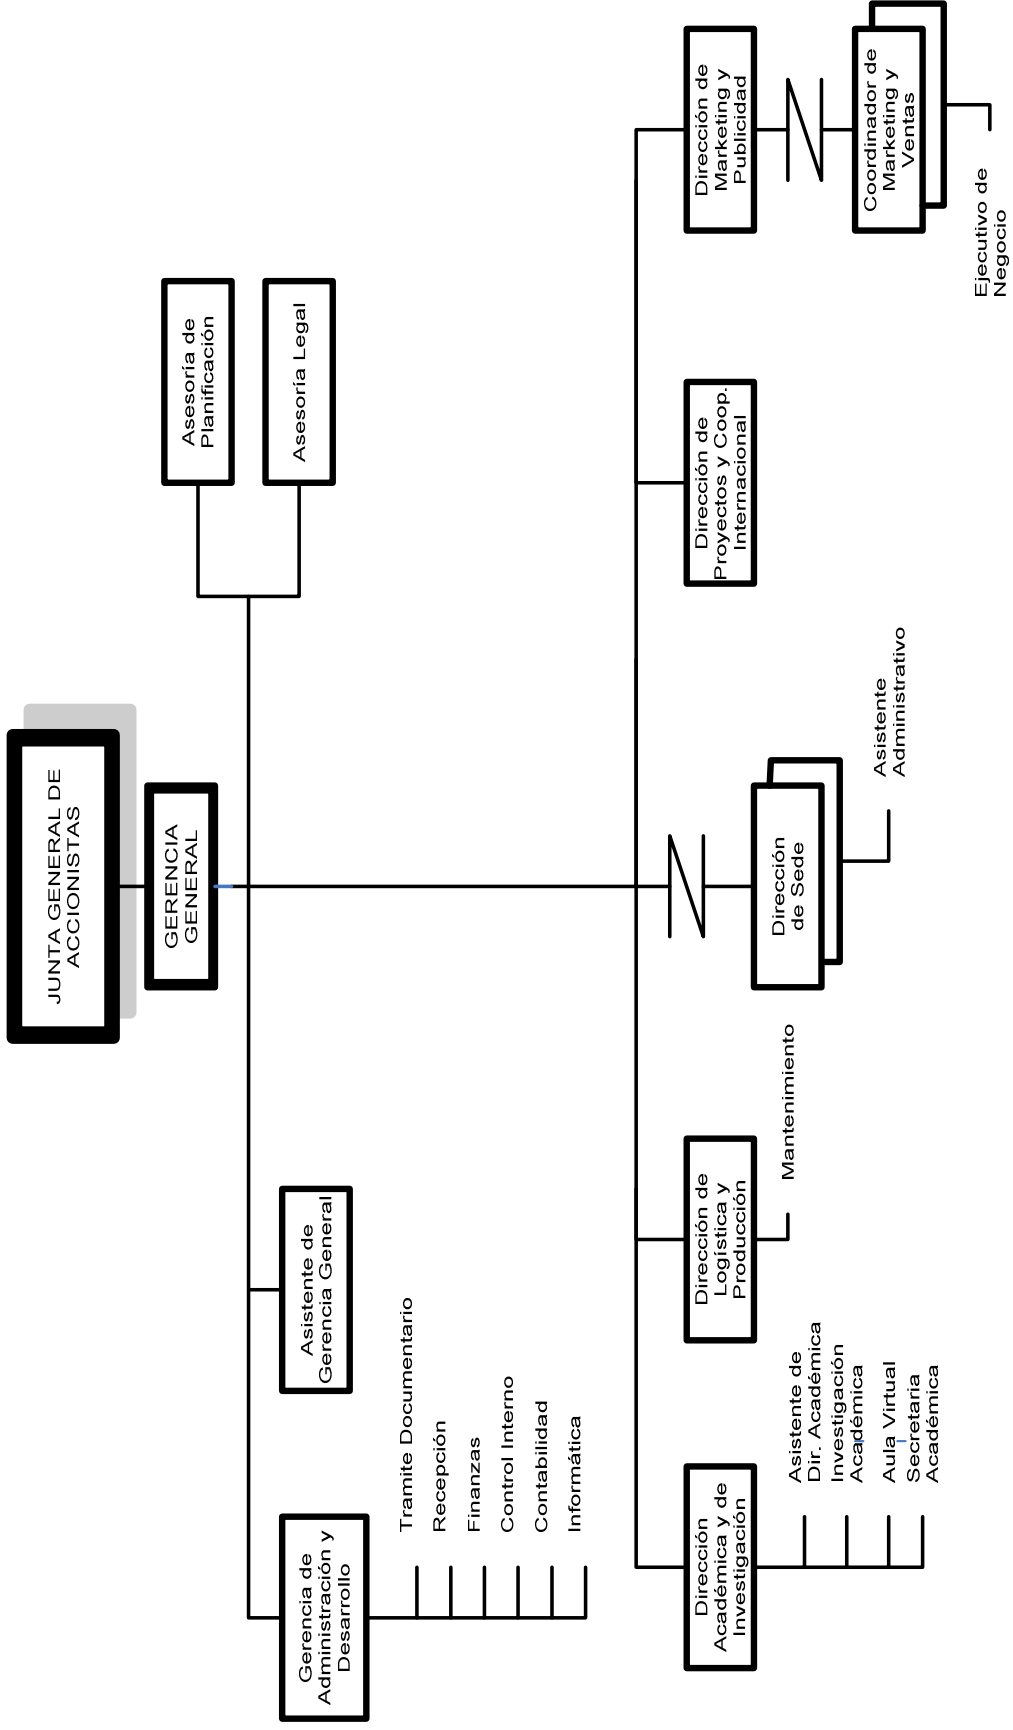 JUNTA GENERAL DE
ACCIONISTAS
GERENCIA
GENERAL
Asesoría de
Planificación
Asesoría Legal
Asistente de
Gerencia General
Gerencia de
Administración y
Desarrollo
Tramite Documentario
Recepción
Finanzas
Control Interno
Contabilidad
Informática
Dirección
Académica y de
Investigación
Asistente de
Dir. Académica
Investigación
Académica
Aula Virtual
Secretaria
Académica
Dirección de
Logística y
Producción
Mantenimiento
Dirección
de Sede
Asistente
Administrativo
Dirección de
Proyectos y Coop.
Internacional
Dirección de
Marketing y
Publicidad
Coordinador de
Marketing y
Ventas
Ejecutivo de
Negocio